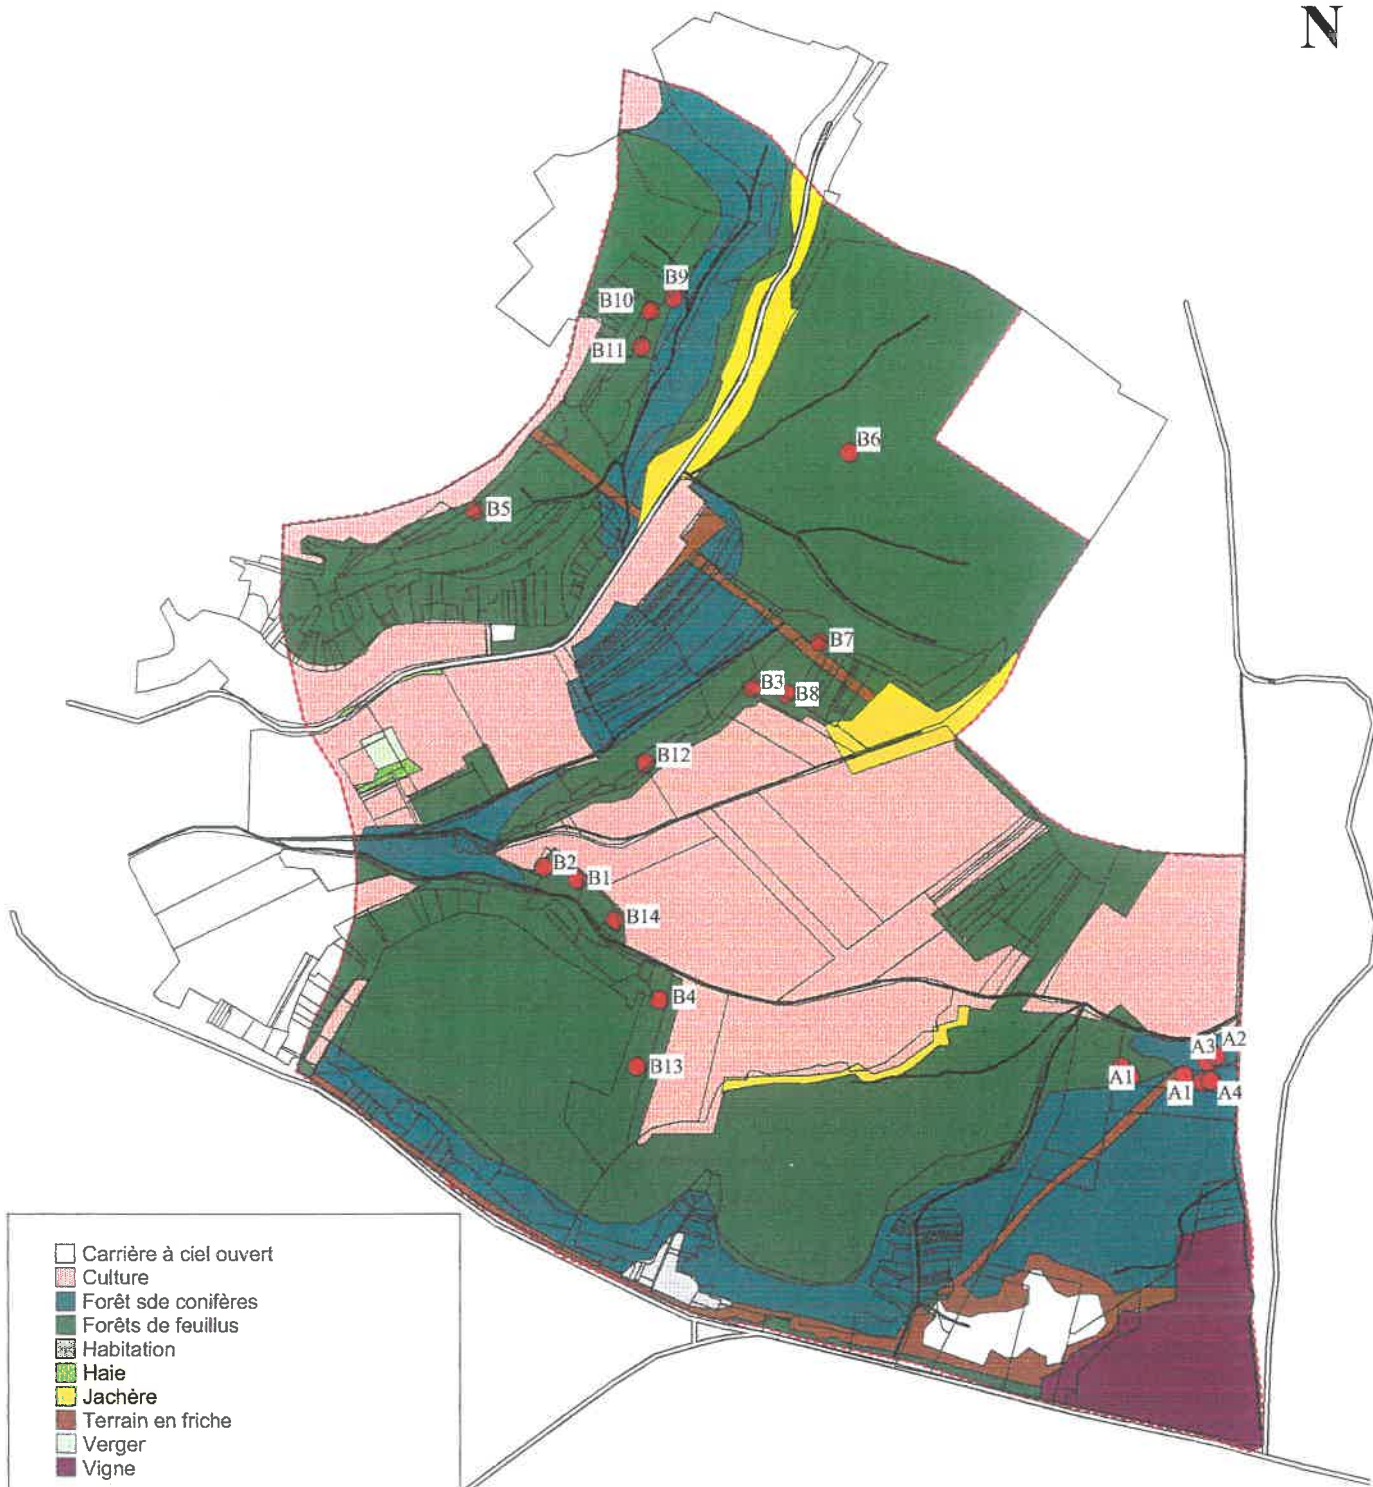 N
B9
B10
B11
B6
B5
B7
B3
B8
B12
B2
B1
B14
B4
B13
A3
A2
A1
A1
A4
Carrière à ciel ouvert
Culture
Forêt sde conifères
Forêts de feuillus
Habitation
Haie
Jachère
Terrain en friche
Verger
Vigne